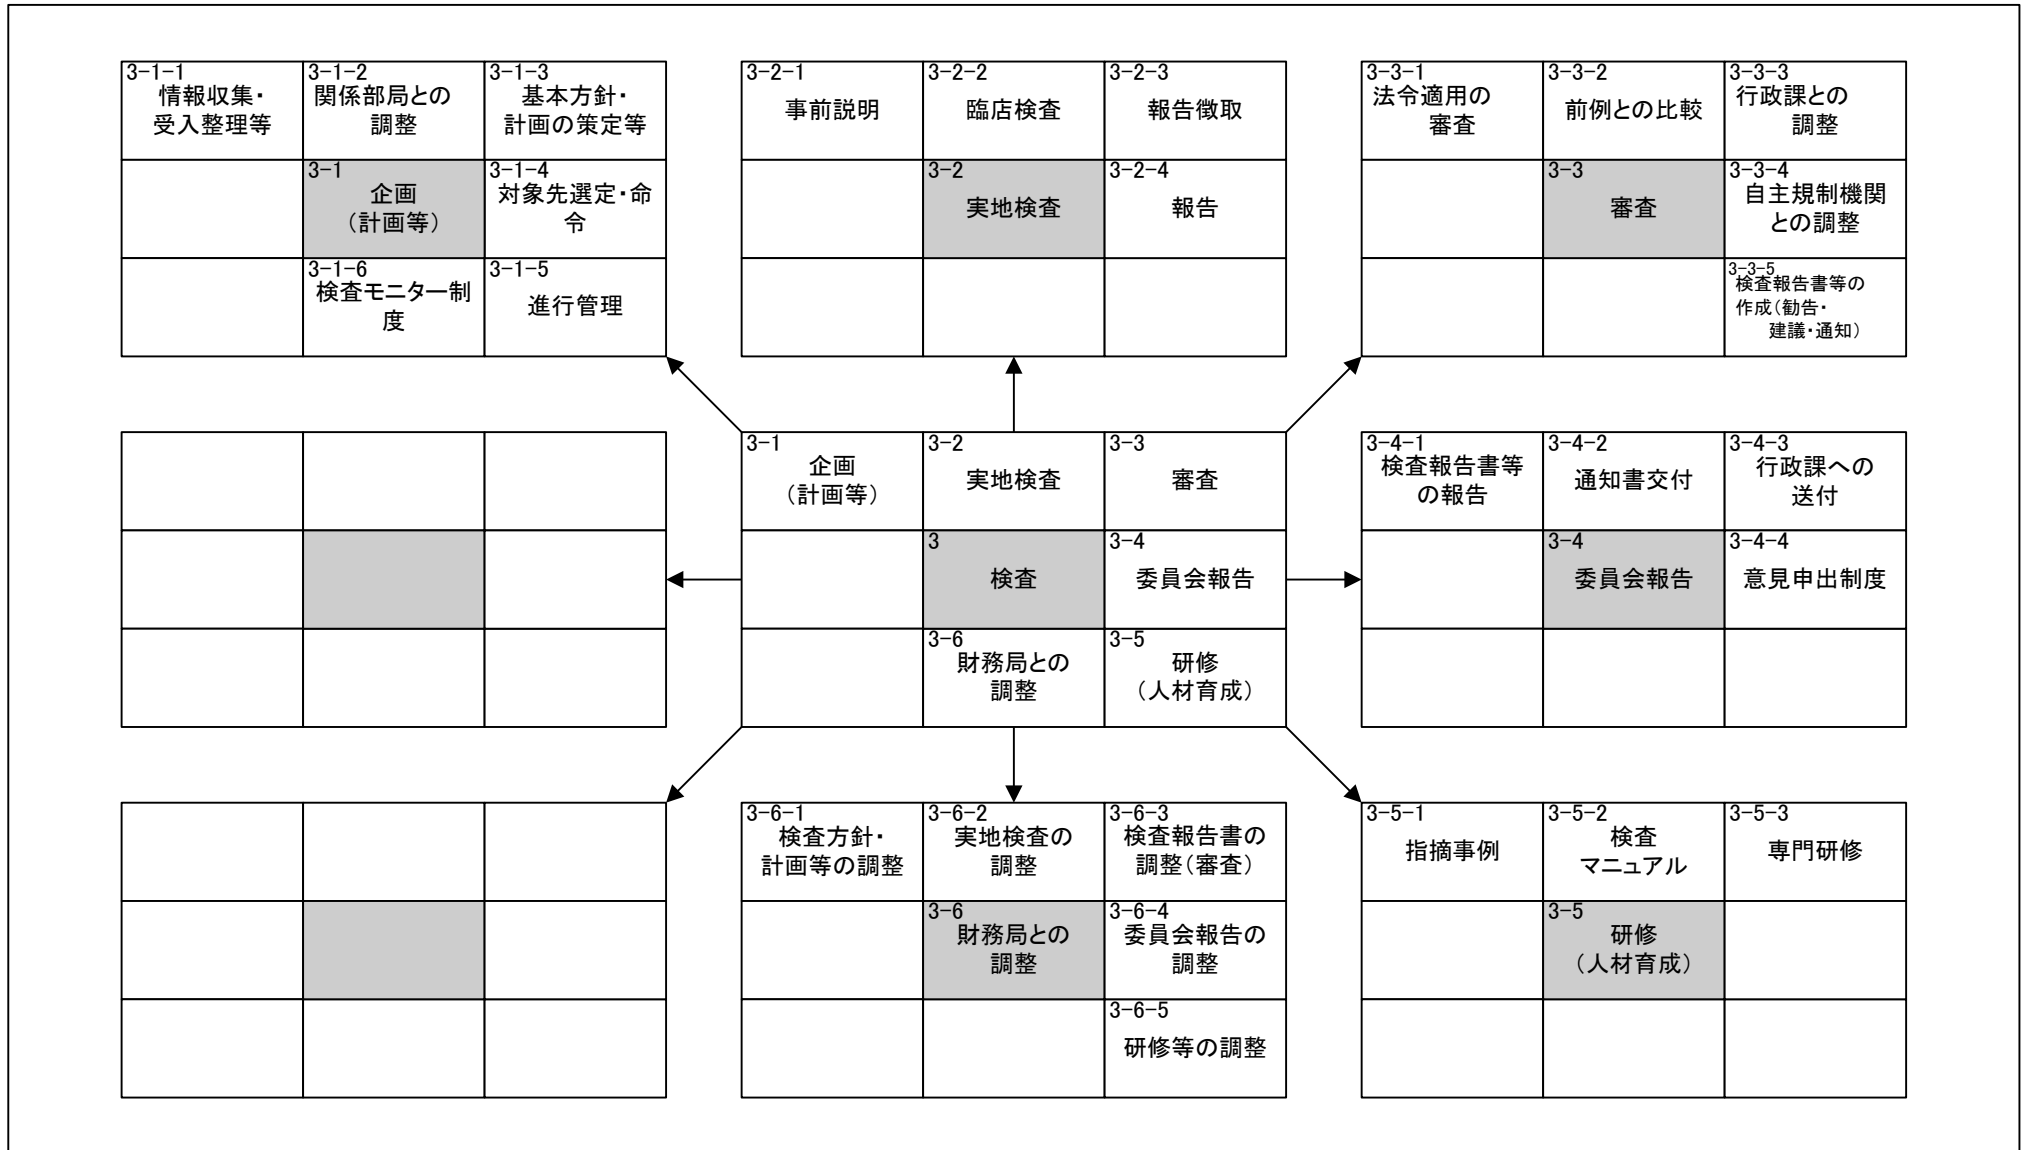 3-1-1
情報収集・
受入整理等
3-1-2
関係部局との
調整
3-1-3
基本方針・
計画の策定等
3-1
企画
（計画等）
3-1-4
対象先選定・命
令
3-1-6
検査モニター制
度
3-1-5
進行管理
3-2-1
事前説明
3-2-2
臨店検査
3-2-3
報告徴取
3-2
実地検査
3-2-4
報告
3-3-1
法令適用の
審査
3-3-2
前例との比較
3-3-3
行政課との
調整
3-3
審査
3-3-4
自主規制機関
との調整
3-3-5
検査報告書等の
作成（勧告・
建議・通知）
3-1
企画
（計画等）
3-2
実地検査
3-3
審査
3
検査
3-4
委員会報告
3-6
財務局との
調整
3-5
研修
（人材育成）
3-4-1
検査報告書等
の報告
3-4-2
通知書交付
3-4-3
行政課への
送付
3-4
委員会報告
3-4-4
意見申出制度
3-6-1
検査方針・
計画等の調整
3-6-2
実地検査の
調整
3-6-3
検査報告書の
調整（審査）
3-6
財務局との
調整
3-6-4
委員会報告の
調整
3-6-5
研修等の調整
3-5-1
指摘事例
3-5-2
検査
マニュアル
3-5-3
専門研修
3-5
研修
（人材育成）